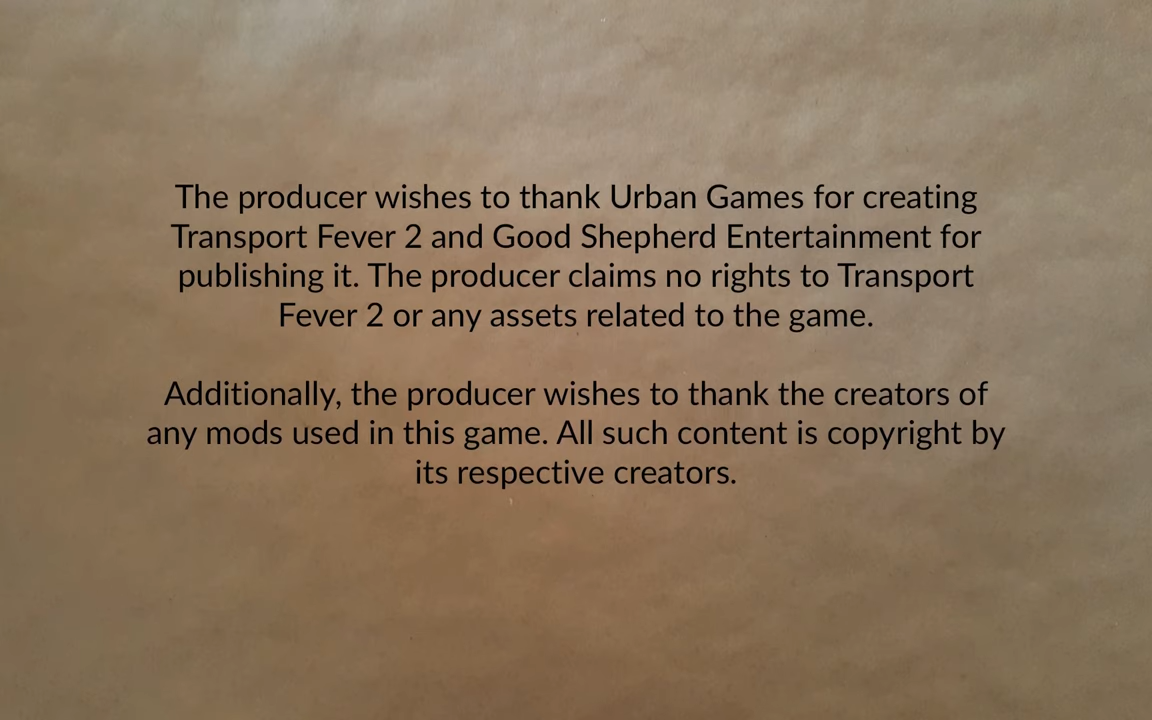 The producer wishes to thank Urban Games for creating
Transport Fever 2 and Good Shepherd Entertainment for
publishing it. The producer claims no rights to Transport
Fever 2 or any assets related to the game.
Additionally, the producer wishes to thank the creators of
any mods used in this game. All such content is copyright by
its respective creators.